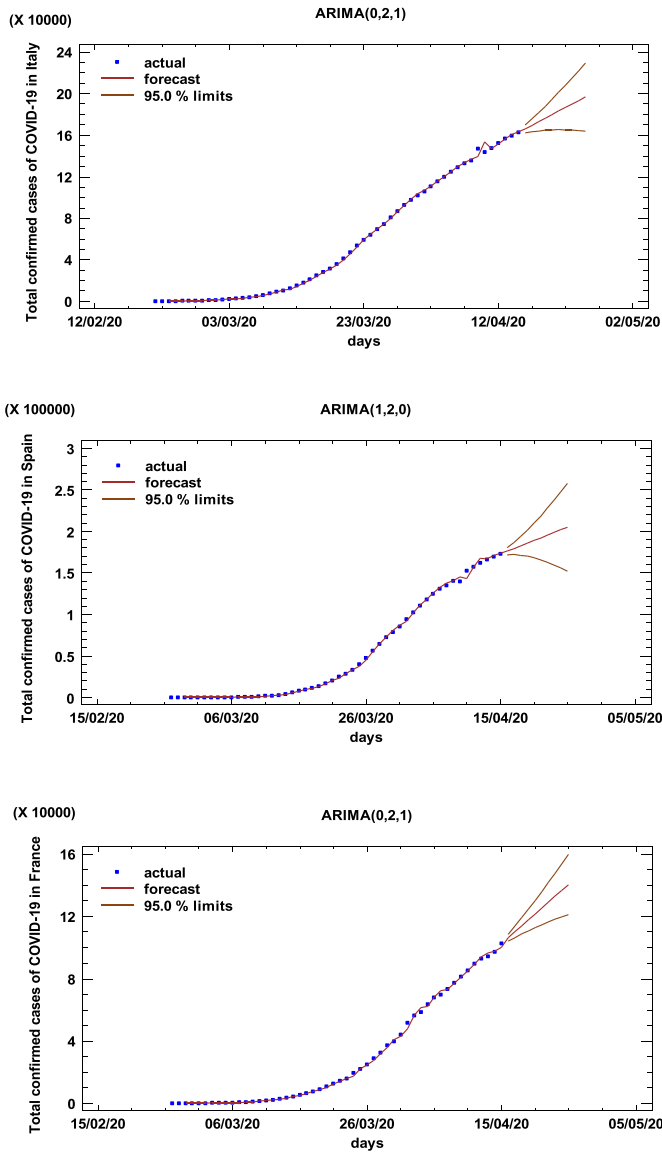 (X 10000)
ARIMA(0,2,1)
Total confirmed cases of COVID-19 in Italy
24
20
16
12
8
4
0
actual
forecast
95.0 % limits
12/02/20
03/03/20
23/03/20
12/04/20
02/05/20
days
(X 100000)
ARIMA(1,2,0)
Total confirmed cases of COVID-19 in Spain
3
2.5
2
1.5
1
0.5
0
actual
forecast
95.0 % limits
15/02/20
06/03/20
26/03/20
15/04/20
05/05/20
days
(X 10000)
ARIMA(0,2,1)
Total confirmed cases of COVID-19 in France
16
12
8
4
0
actual
forecast
95.0 % limits
15/02/20
06/03/20
26/03/20
15/04/20
05/05/20
days